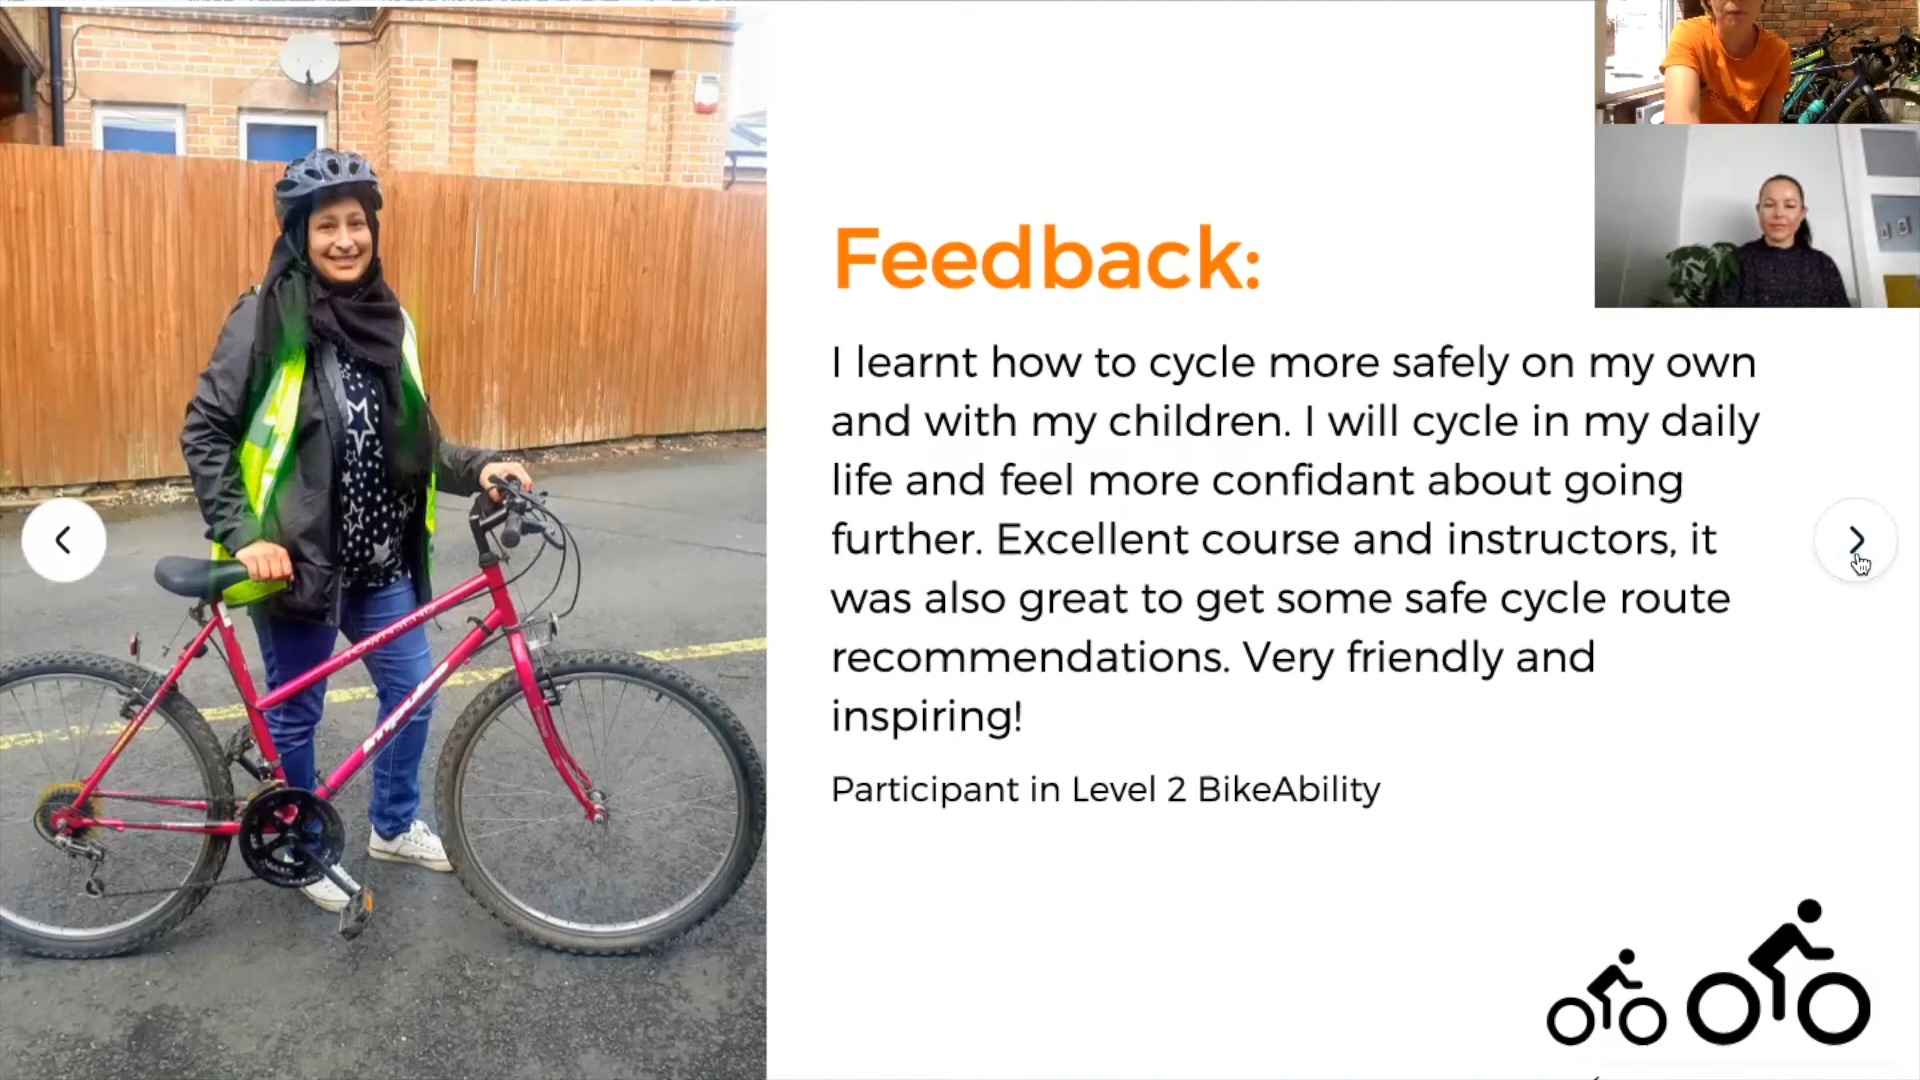 Feedback:
I learnt how to cycle more safely on my own
and with my children. I will cycle in my daily
life and feel more confidant about going
further. Excellent course and instructors, it
was also great to get some safe cycle route
recommendations. Very friendly and
inspiring!
Participant in Level 2 BikeAbility
impulse